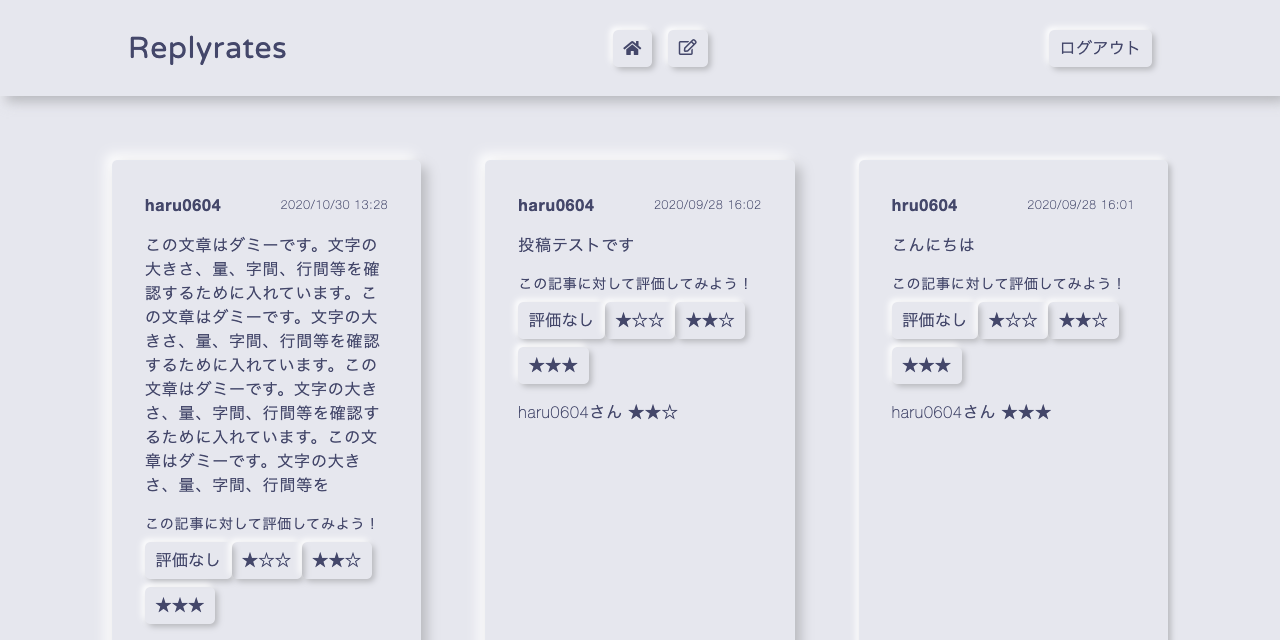 Replyrates
ログアウト
haru0604 2020/10/30 13:28
この文章はダミーです。文字の
大きさ、量、字間、行間等を確
認するために入れています。こ
の文章はダミーです。文字の大
きさ、量、字間、行間等を確認
するために入れています。この
文章はダミーです。文字の大き
さ、量、字間、行間等を確認す
るために入れています。この文
章はダミーです。文字の大き
さ、量、字間、行間等を
この記事に対して評価してみよう！
評価なし ★☆☆ ★★☆
★★★
haru0604 2020/09/28 16:02
投稿テストです
この記事に対して評価してみよう！
評価なし ★☆☆ ★★☆
★★★
haru0604さん ★★☆
hru0604 2020/09/28 16:01
こんにちは
この記事に対して評価してみよう！
評価なし ★☆☆ ★★☆
★★★
haru0604さん ★★★